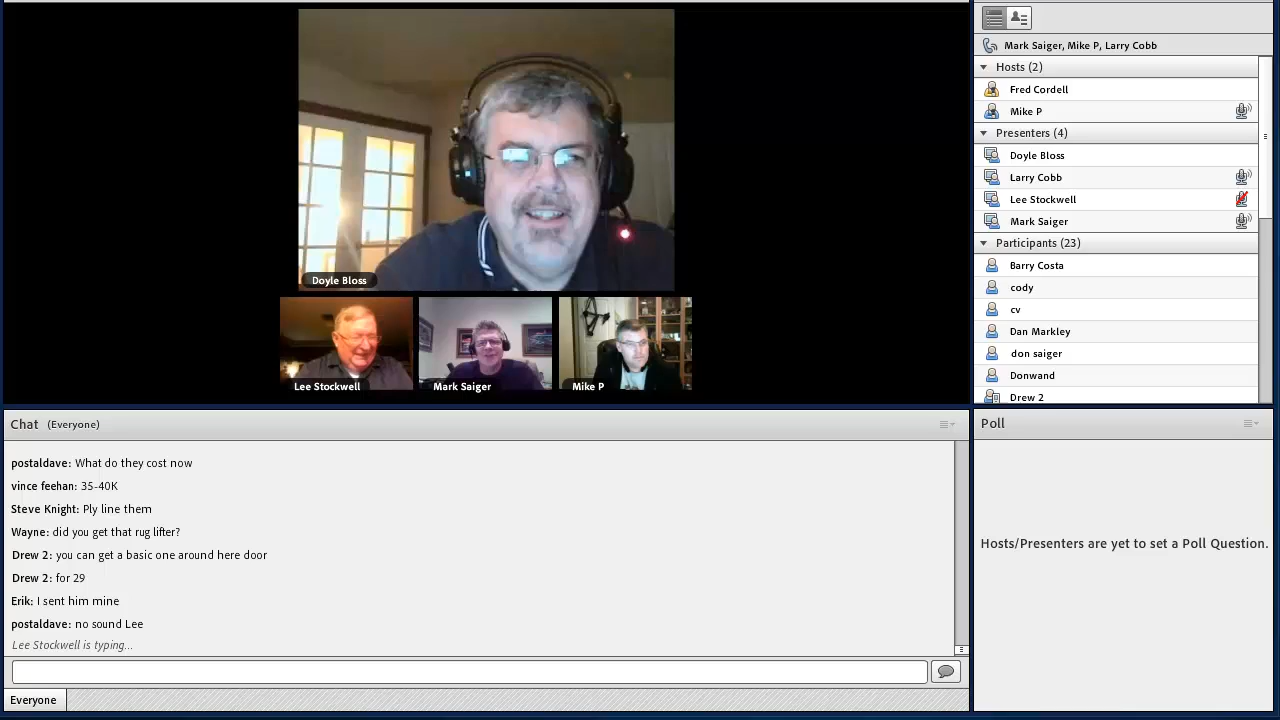 Doyle Bloss
Lee Stockwell
Mark Saiger
Mike P
Mark Saiger, Mike P, Larry Cobb
Hosts (2)
Fred Cordell
Mike P
Presenters (4)
Doyle Bloss
Larry Cobb
Lee Stockwell
Mark Saiger
Participants (23)
Barry Costa
cody
cv
Dan Markley
don saiger
Donwand
Drew 2
Chat (Everyone)
postaldave: What do they cost now
vince feehan: 35-40K
Steve Knight: Ply line them
Wayne: did you get that rug lifter?
Drew 2: you can get a basic one around here door
Drew 2: for 29
Erik: I sent him mine
postaldave: no sound Lee
Lee Stockwell is typing...
Everyone
Poll
Hosts/Presenters are yet to set a Poll Question.